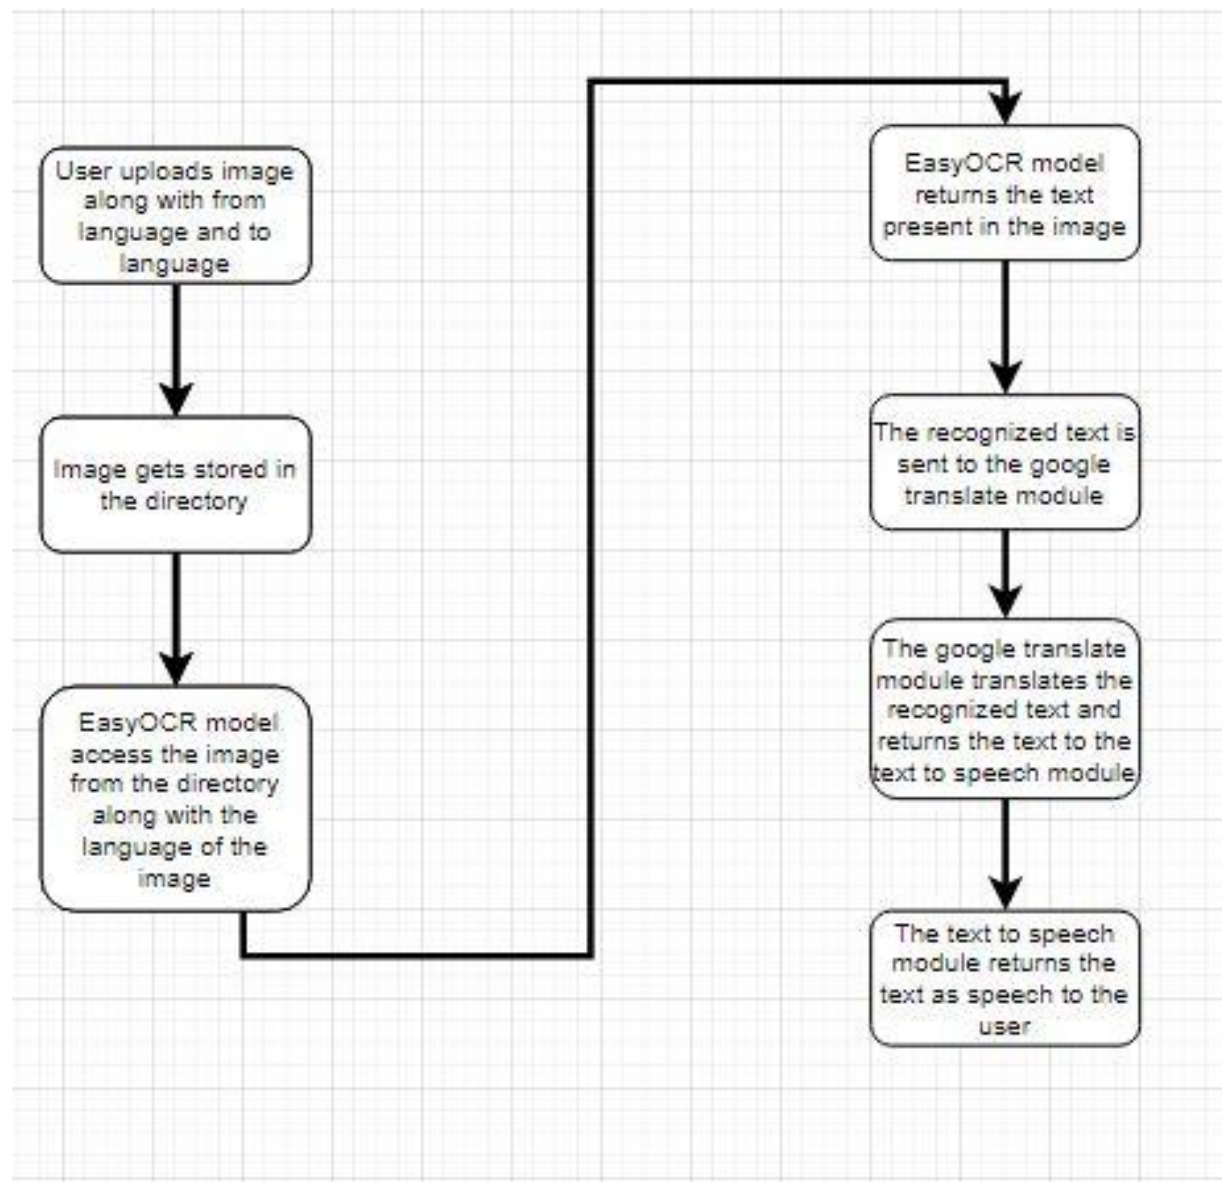 User uploads image
along with from
language and to
language
Image gets stored in
the directory
EasyOCR model
access the image
from the directory
along with the
language of the
image
EasyOCR model
returns the text
present in the image
The recognized text is
sent to the google
translate module
The google translate
module translates the
recognized text and
returns the text to the
text to speech module
The text to speech
module returns the
text as speech to the
user